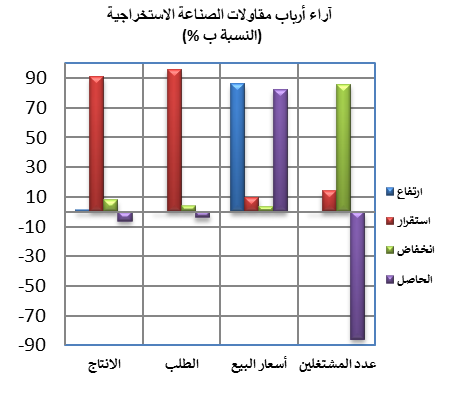 آراء أرباب مقاولات الصناعة الاستخراجية
(النسبة ب %)
90
70
50
30
10
-10
-30
-50
-70
-90
ارتفاع
استقرار
انخفاض
الحاصل
الانتاج
الطلب
أسعار البيع
عدد المشتغلين